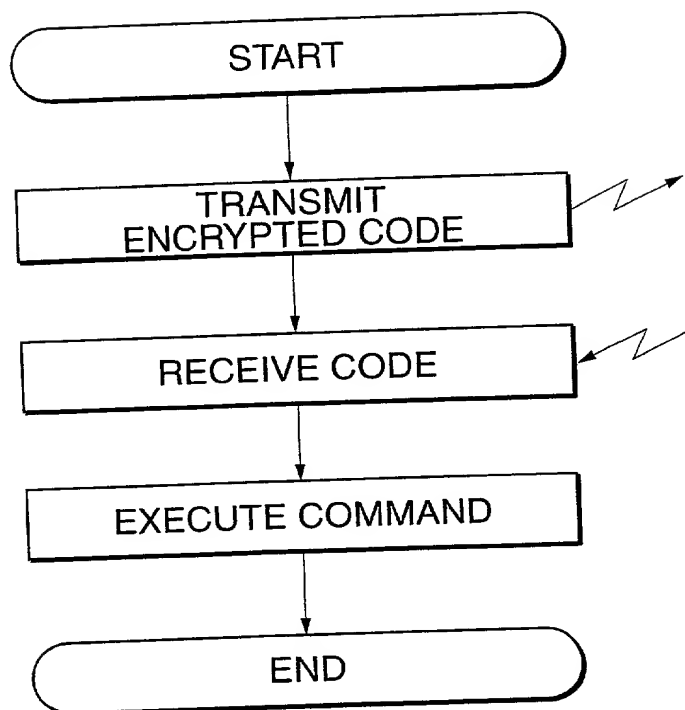 START
TRANSMIT
ENCRYPTED CODE
RECEIVE CODE
EXECUTE COMMAND
END